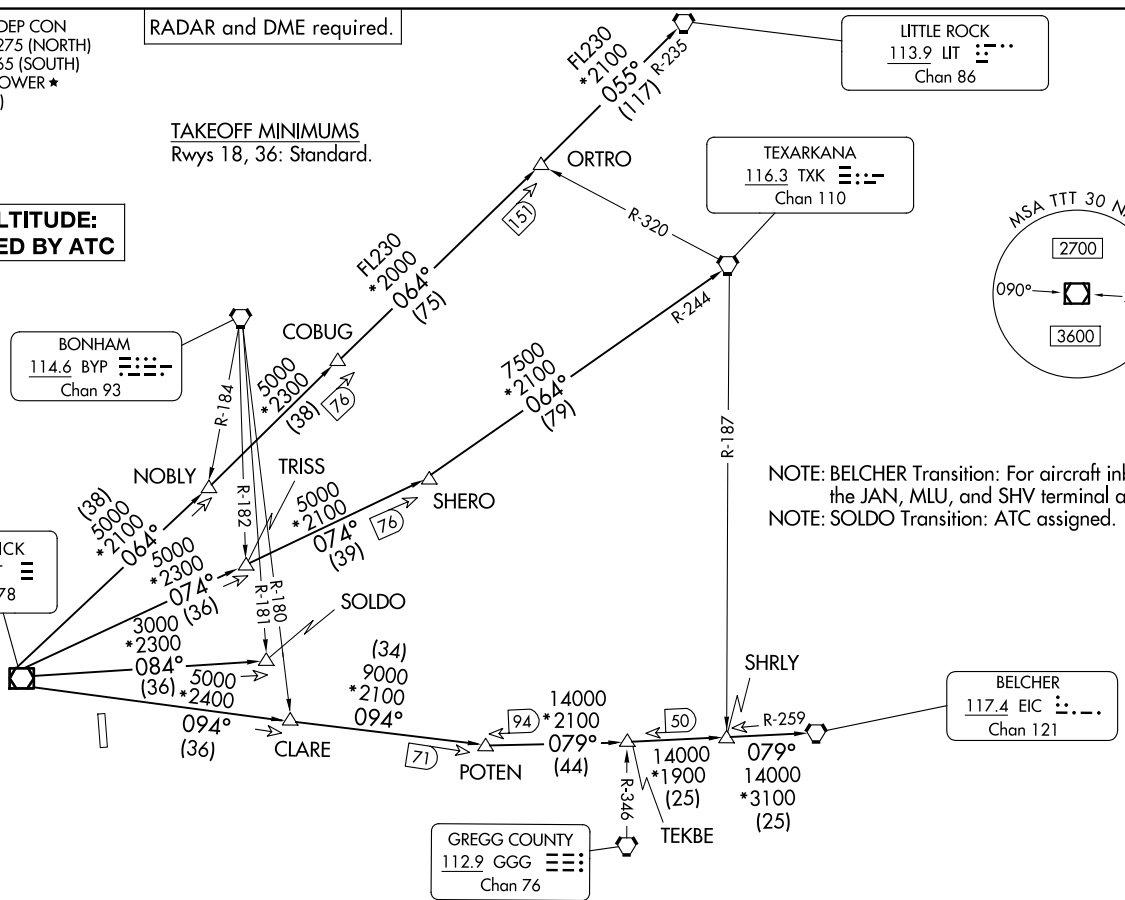 DEP CON
275 (NORTH)
65 (SOUTH)
OWER ★
)
RADAR and DME required.
TAKEOFF MINIMUMS
Rwys 18, 36: Standard.
LTITUDE:
ED BY ATC
LITTLE ROCK
113.9 LIT
Chan 86
FL230
*2100
055°
(117)
R-235
ORTRO
151
TEXARKANA
116.3 TXK
Chan 110
R-320
R-244
R-187
MSA TTT 30 N
2700
090°
3600
FL230
*2000
064°
(75)
COBUG
76
BONHAM
114.6 BYP
Chan 93
R-184
R-182
R-181
R-180
5000
*2300
(38)
NOBLY
7500
*2100
064°
(79)
TRISS
SHERO
5000
*2100
074°
(39)
76
NOTE: BELCHER Transition: For aircraft
the JAN, MLU, and SHV terminal
NOTE: SOLDO Transition: ATC assigned.
(38)
5000
*2100
064°
5000
*2300
074°
(36)
ICK
78
3000
*2300
084°
(36)
SOLDO
5000
*2400
094°
(36)
CLARE
(34)
9000
*2100
094°
71
94
POTEN
14000
*2100
079°
(44)
50
SHRLY
14000
*1900
(25)
TEKBE
R-259
079°
14000
*3100
(25)
BELCHER
117.4 EIC
Chan 121
R-346
GREGG COUNTY
112.9 GGG
Chan 76